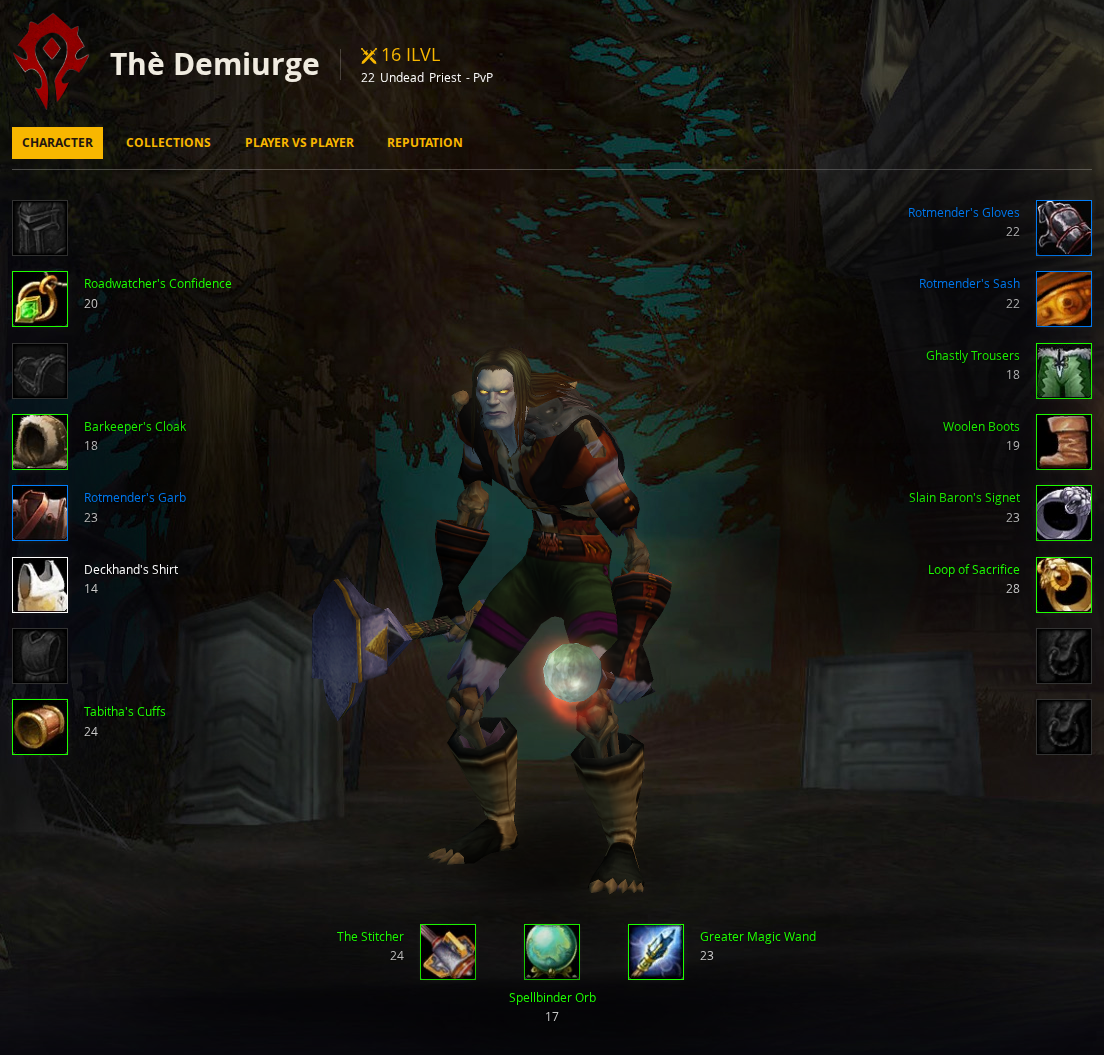 Thè Demiurge
16 ILVL
22 Undead Priest - PvP
CHARACTER COLLECTIONS PLAYER VS PLAYER REPUTATION
Roadwatcher's Confidence
20
Barkeeper's Cloak
18
Rotmender's Garb
23
Deckhand's Shirt
14
Tabitha's Cuffs
24
Rotmender's Gloves
22
Rotmender's Sash
22
Ghastly Trousers
18
Woolen Boots
19
Slain Baron's Signet
23
Loop of Sacrifice
28
The Stitcher
24
Spellbinder Orb
17
Greater Magic Wand
23